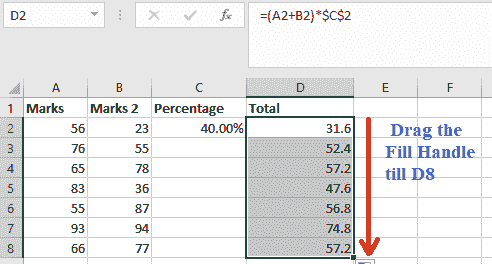 D2 fx =(A2+B2)*$C$2
A B C D E F
1 Marks Marks 2 Percentage Total
2 56 23 40.00% 31.6 Drag the
3 76 55 52.4 Fill Handle
4 65 78 57.2 till D8
5 83 36 47.6
6 55 87 56.8
7 93 94 74.8
8 66 77 57.2